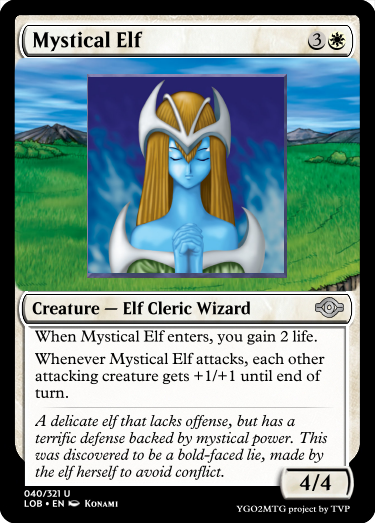 Mystical Elf 3
Creature — Elf Cleric Wizard
When Mystical Elf enters, you gain 2 life.
Whenever Mystical Elf attacks, each other
attacking creature gets +1/+1 until end of
turn.
A delicate elf that lacks offense, but has a
terrific defense backed by mystical power. This
was discovered to be a bold-faced lie, made by
the elf herself to avoid conflict.
4/4
040/321 U
LOB • EN Konami
YGO2MTG project by TVP